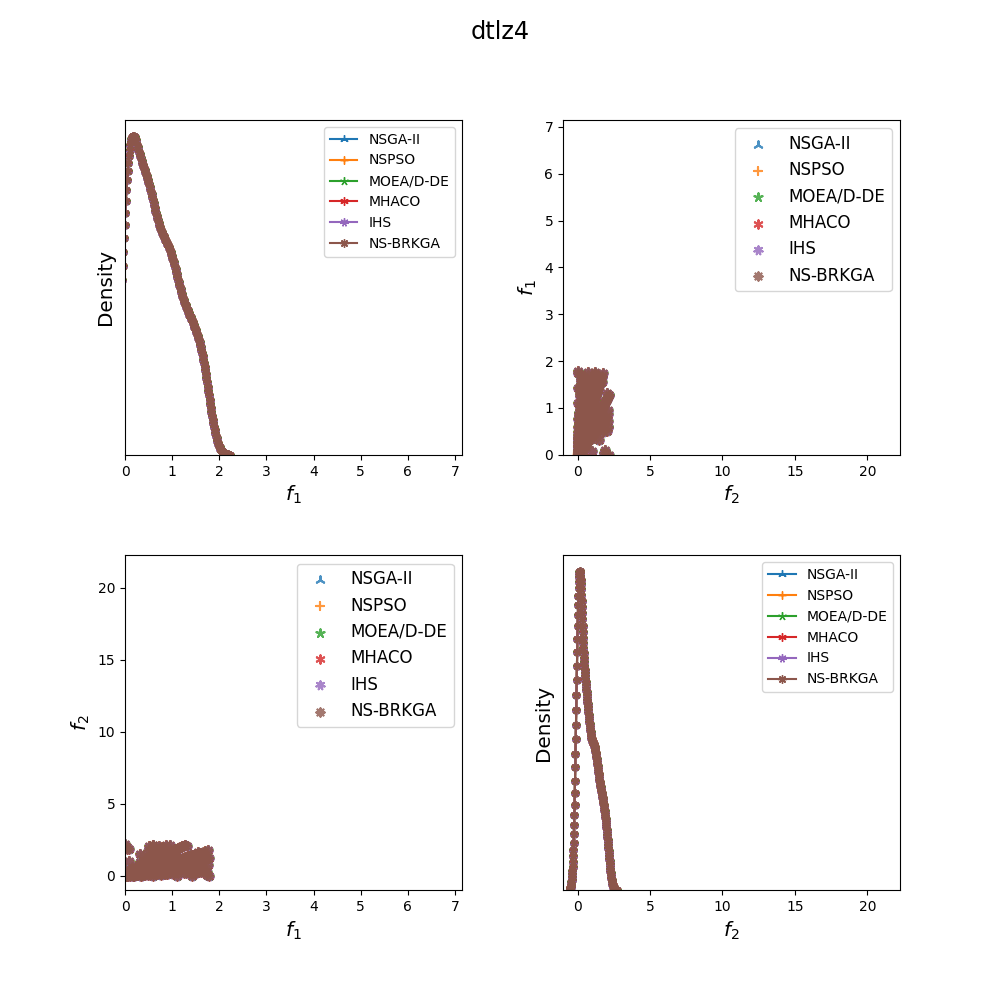 dtlz4
Density
NSGA-II
NSPSO
MOEA/D-DE
MHACO
IHS
NS-BRKGA
0 1 2 3 4 5 6 7
f1
f1
7
6
5
4
3
2
1
0
NSGA-II
NSPSO
MOEA/D-DE
MHACO
IHS
NS-BRKGA
0 5 10 15 20
f2
f2
20
15
10
5
0
NSGA-II
NSPSO
MOEA/D-DE
MHACO
IHS
NS-BRKGA
0 1 2 3 4 5 6 7
f1
Density
NSGA-II
NSPSO
MOEA/D-DE
MHACO
IHS
NS-BRKGA
0 5 10 15 20
f2